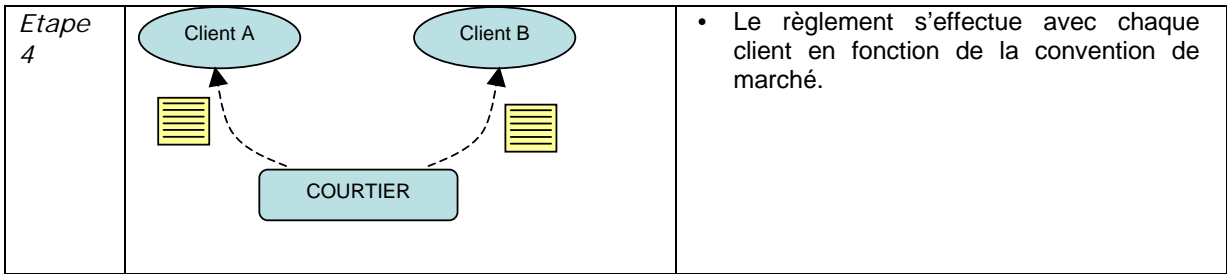 Etape
4
Client A
Client B
COURTIER
• Le règlement s’effectue avec chaque
client en fonction de la convention de
marché.